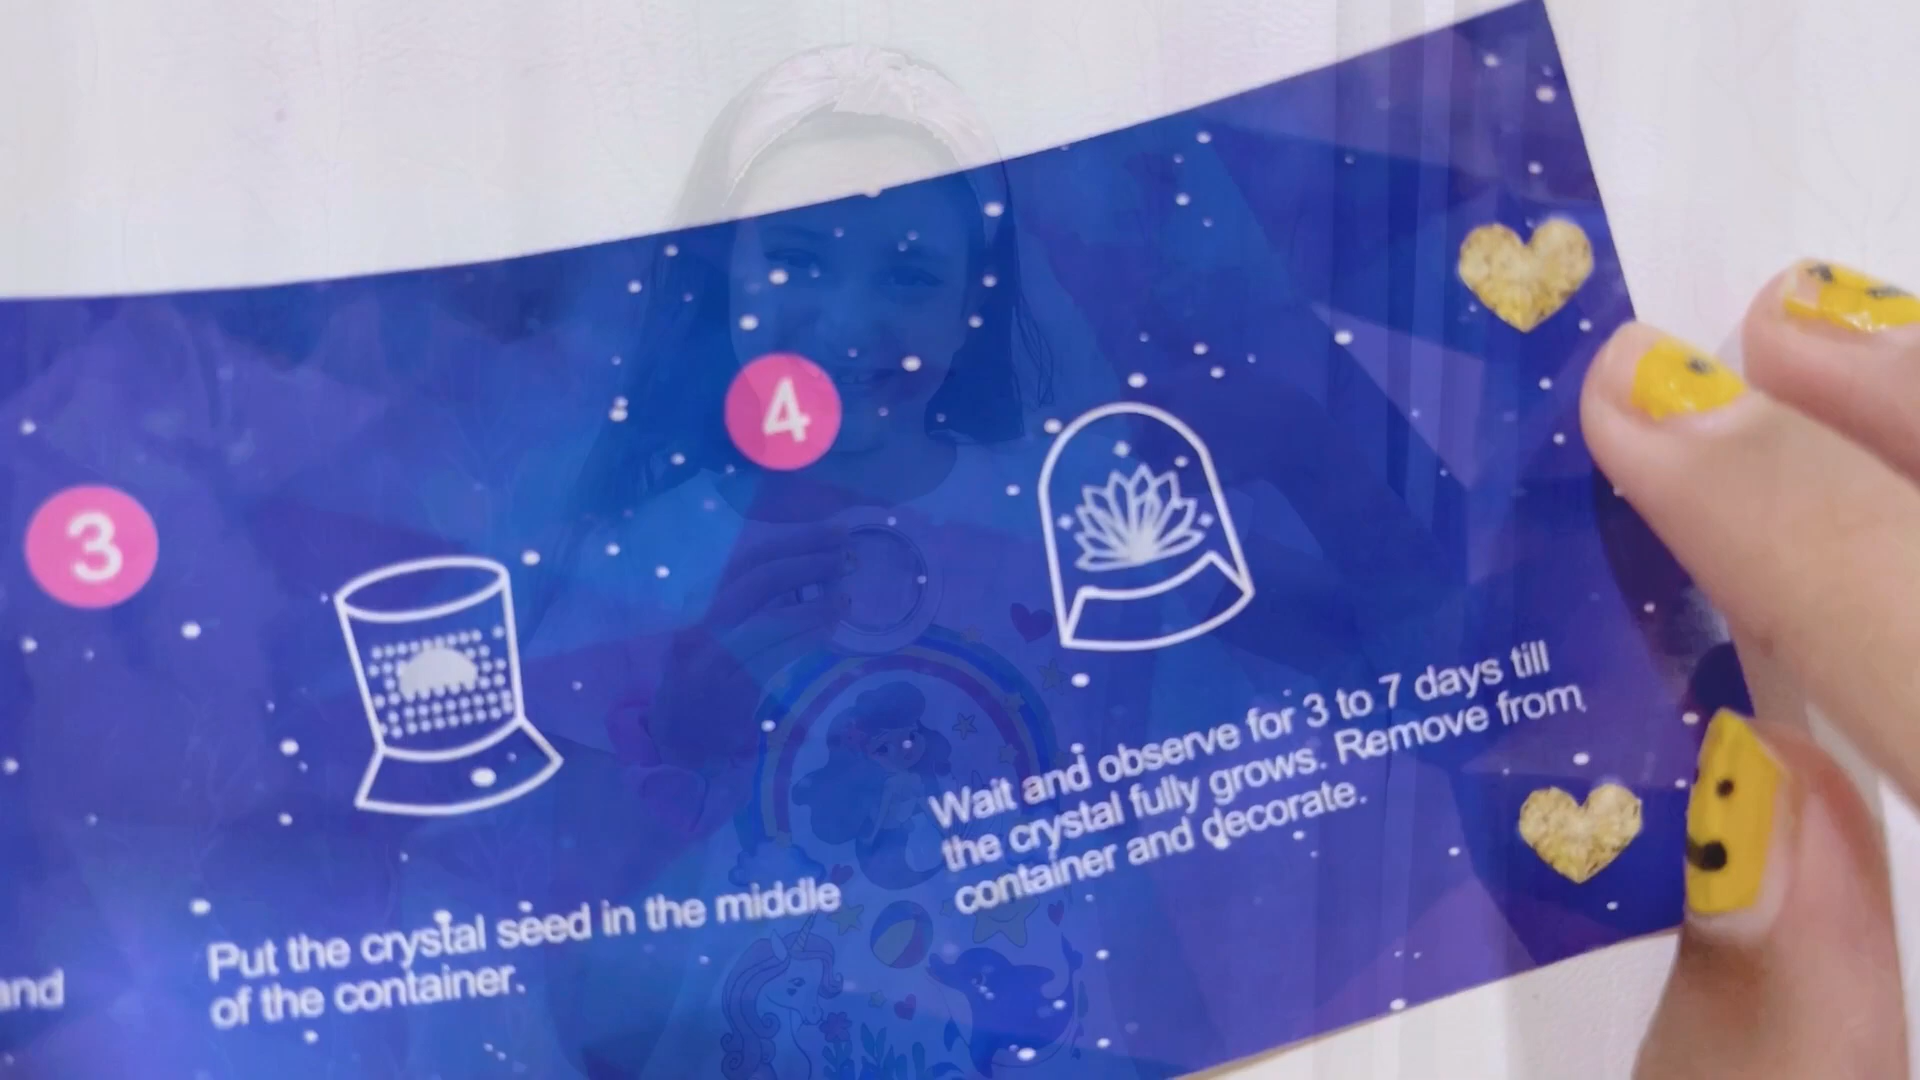 3
and
Put the crystal seed in the middle
of the container.
4
Wait and observe for 3 to 7 days till
the crystal fully grows. Remove from
container and decorate.